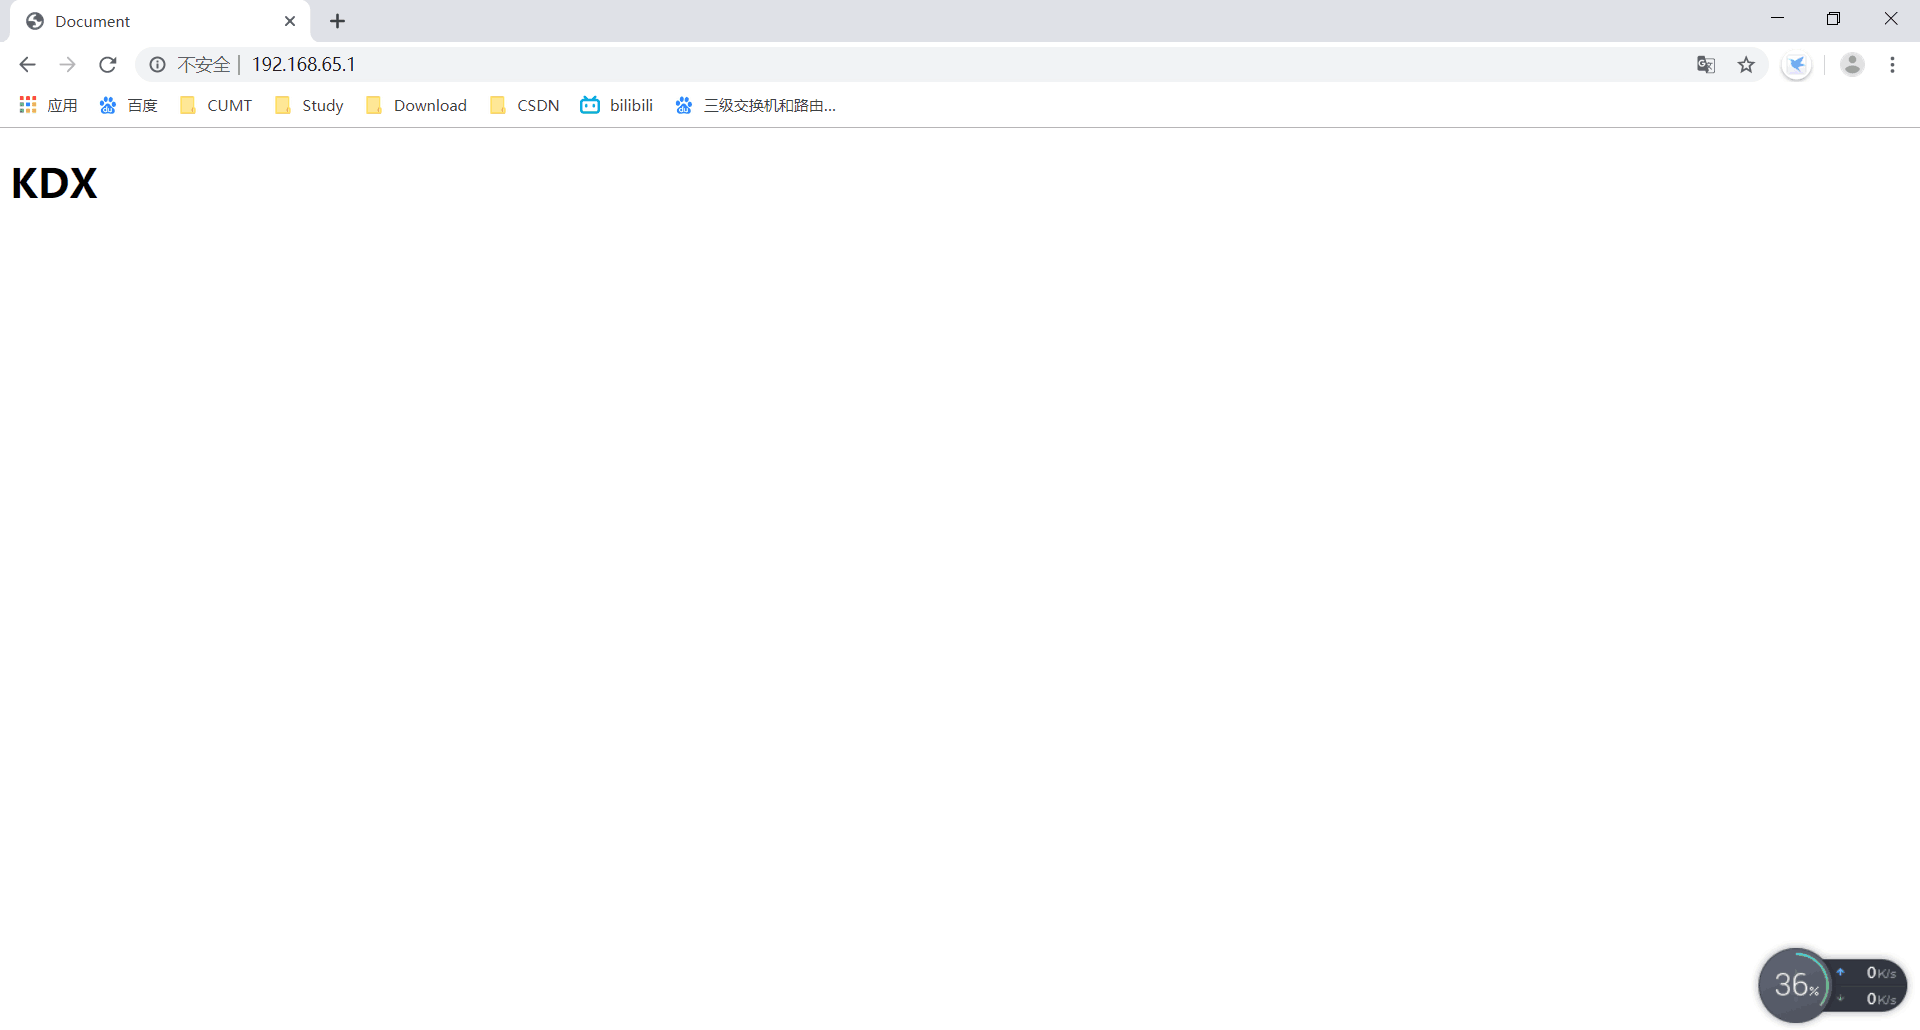 Document
不安全 | 192.168.65.1
应用 百度 CUMT Study Download CSDN bilibili 三级交换机和路由...
KDX
36%
0K/s
0K/s